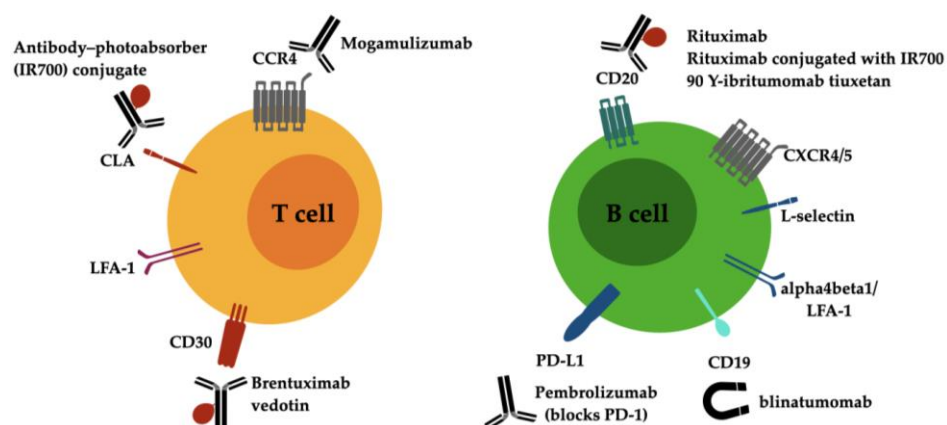 Antibody–photoabsorber
(IR700) conjugate
CCR4
Mogamulizumab
CLA
T cell
LFA-1
CD30
Brentuximab
vedotin
Rituximab
Rituximab conjugated with IR700
90 Y-ibritumomab tiuxetan
CD20
CXCR4/5
B cell
L-selectin
alpha4beta1/
LFA-1
PD-L1
CD19
Pembrolizumab
(blocks PD-1)
blinatumomab